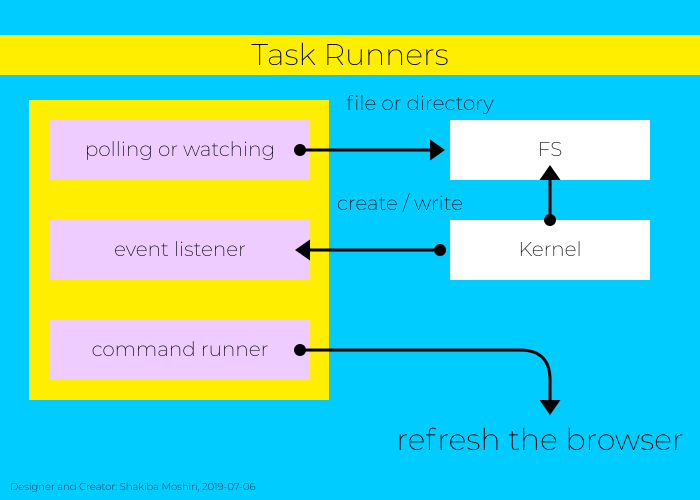 Task Runners
file or directory
polling or watching
FS
create / write
event listener
Kernel
command runner
refresh the browser
Designer and Creator: Shakiba Moshiri, 2019-07-06